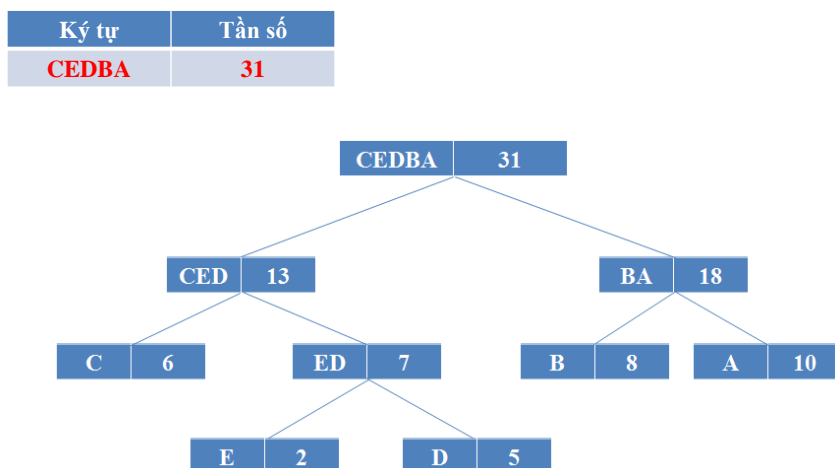 Ký tự Tần số
CEDBA 31
CEDBA 31
CED 13 BA 18
C 6 ED 7 B 8 A 10
E 2 D 5